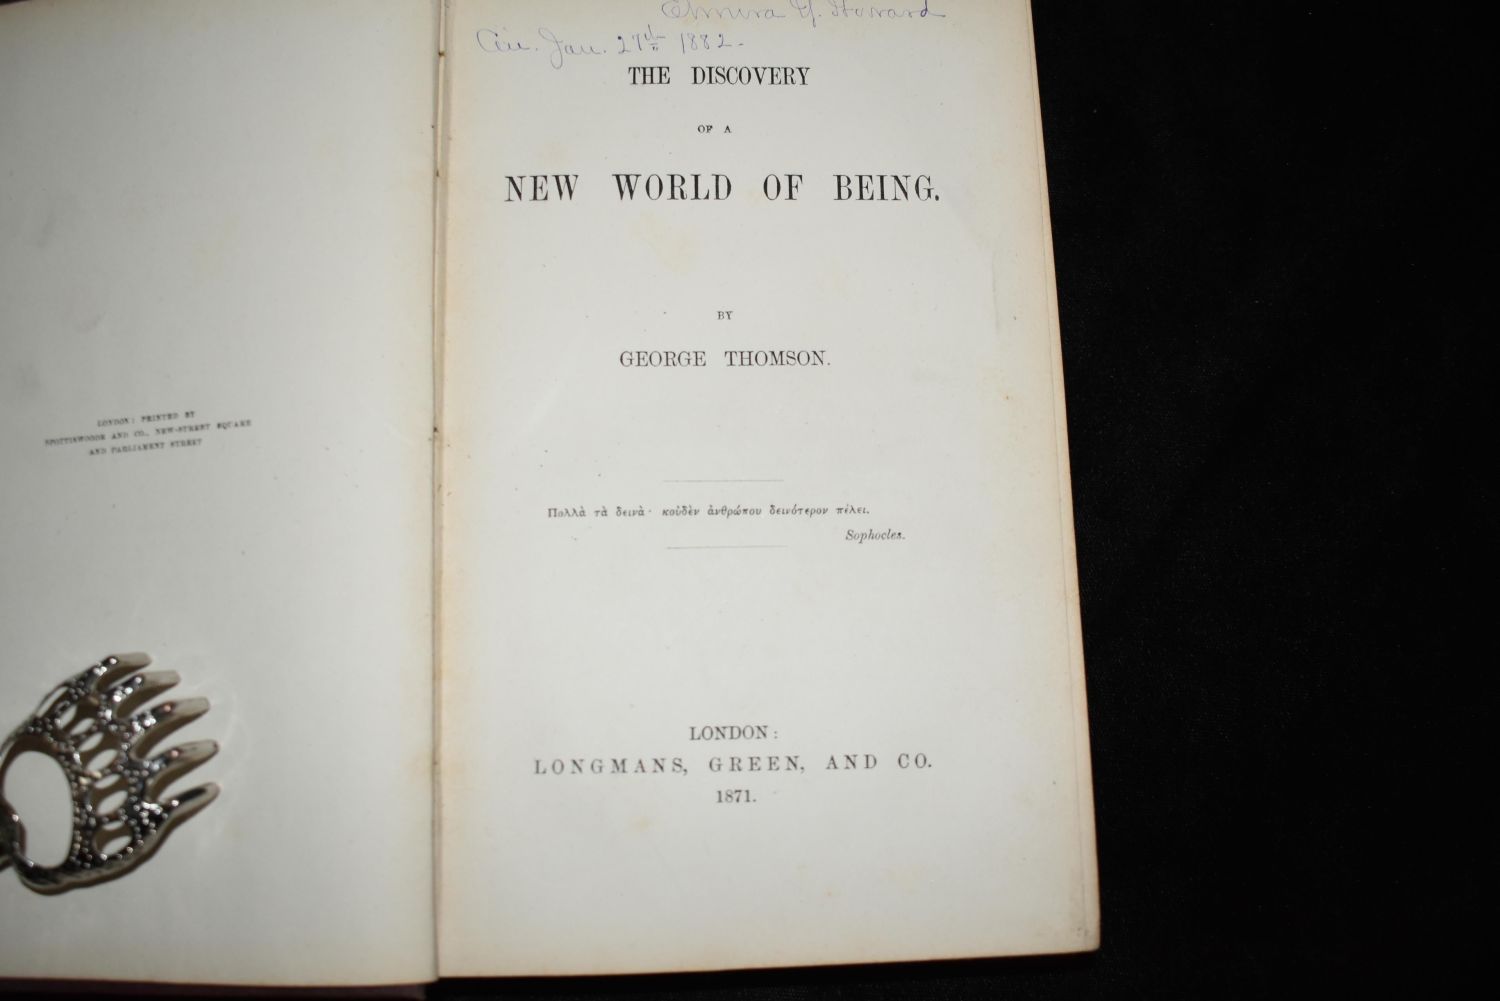 LONDON: PRINTED BY
SPOTTISWOODE AND CO., NEW-STREET SQUARE
AND PARLIAMENT STREET
Elmira Y. Howard
Cin. Jan. 27th 1882-
THE DISCOVERY
OF A
NEW WORLD OF BEING.
BY
GEORGE THOMSON.
Πολλὰ τὰ δεινὰ· κοὐδὲν ἀνθρώπου δεινότερον πέλει.
Sophocles.
LONDON:
LONGMANS, GREEN, AND CO.
1871.